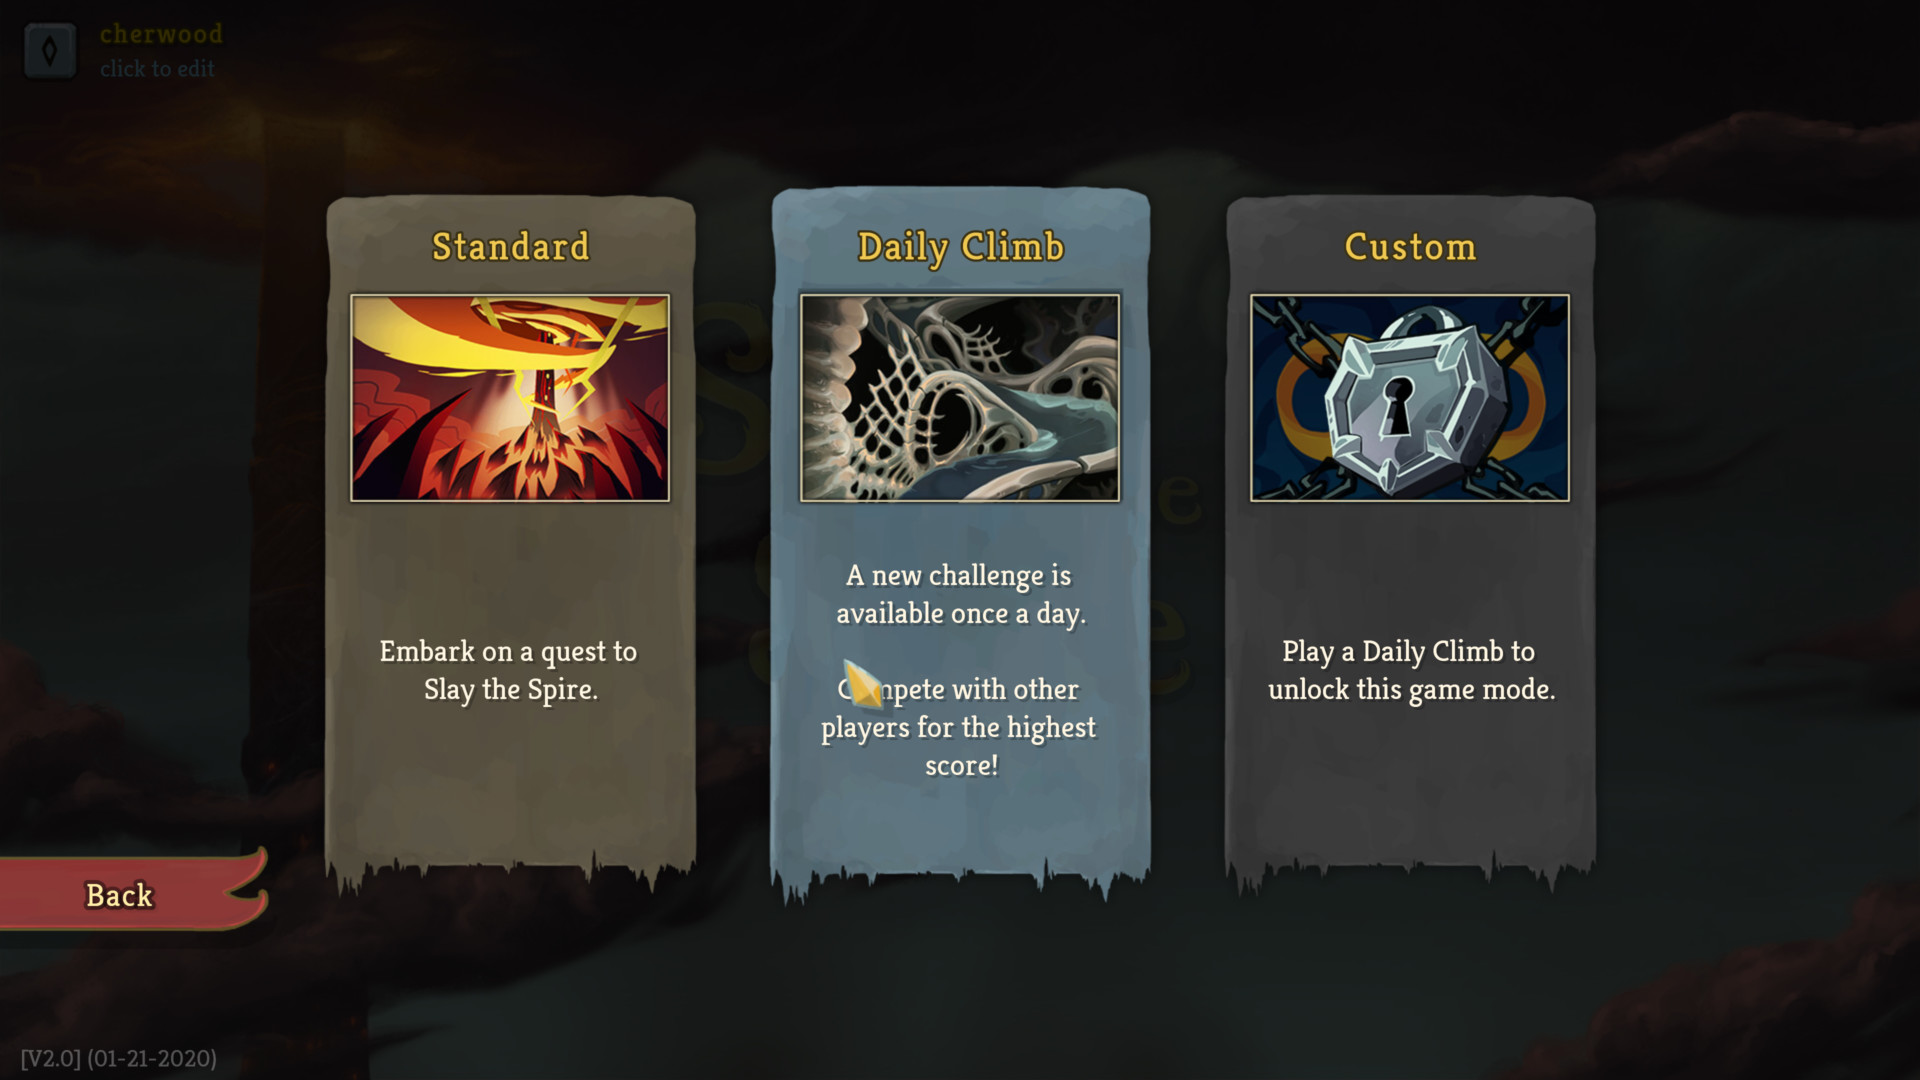 cherwood
click to edit
Standard
Embark on a quest to
Slay the Spire.
Daily Climb
A new challenge is
available once a day.
with other
players for the highest
score!
Custom
Play a Daily Climb to
unlock this game mode.
Back
[V2.0] (01-21-2020)